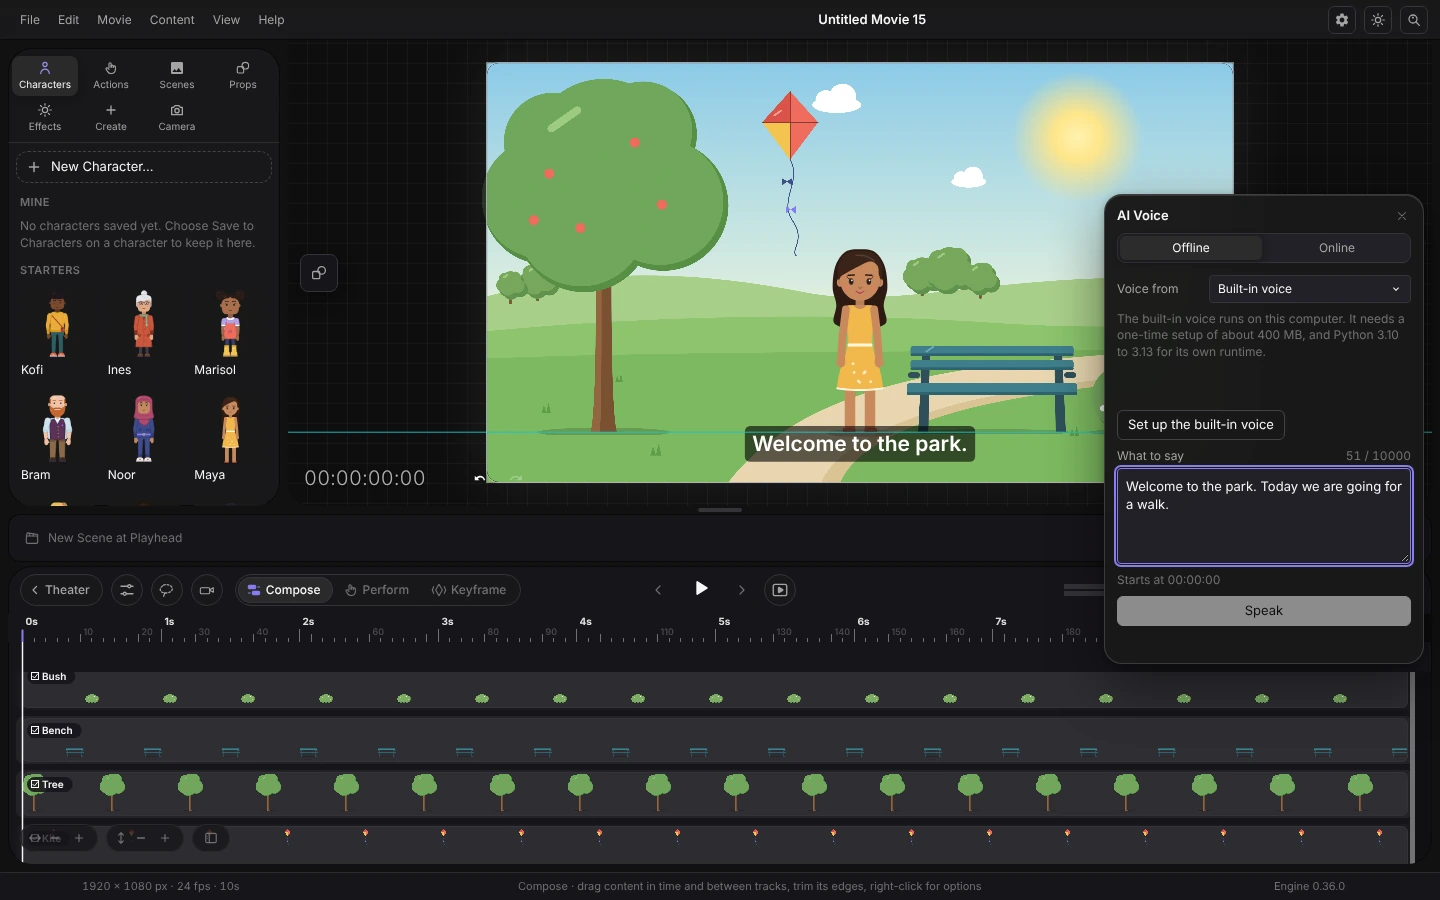 File Edit Movie Content View Help
Untitled Movie 15
Characters Actions Scenes Props
Effects Create Camera
New Character...
MINE
No characters saved yet. Choose Save to
Characters on a character to keep it here.
STARTERS
Kofi Ines Marisol
Bram Noor Maya
Welcome to the park.
00:00:00:00
AI Voice
Offline Online
Voice from Built-in voice
The built-in voice runs on this computer. It needs a
one-time setup of about 400 MB, and Python 3.10
to 3.13 for its own runtime.
Set up the built-in voice
What to say 51 / 10000
Welcome to the park. Today we are going for
a walk.
Starts at 00:00:00
Speak
New Scene at Playhead
Theater Compose Perform Keyframe
0s 1s 2s 3s 4s 5s 6s 7s
10 20 30 40 60 80 90 110 130 140 150 160 180
Bush
Bench
Tree
Kite
1920 × 1080 px · 24 fps · 10s
Compose · drag content in time and between tracks, trim its edges, right-click for options
Engine 0.36.0